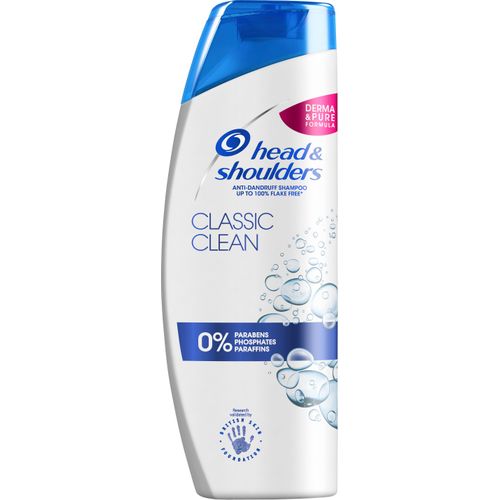 DERMA
&PURE
FORMULA
head&
shoulders
ANTI-DANDRUFF SHAMPOO
UP TO 100% FLAKE FREE*
CLASSIC
CLEAN
0%
PARABENS
PHOSPHATES
PARAFFINS
Research
validated by
BRITISH SKIN
FOUNDATION